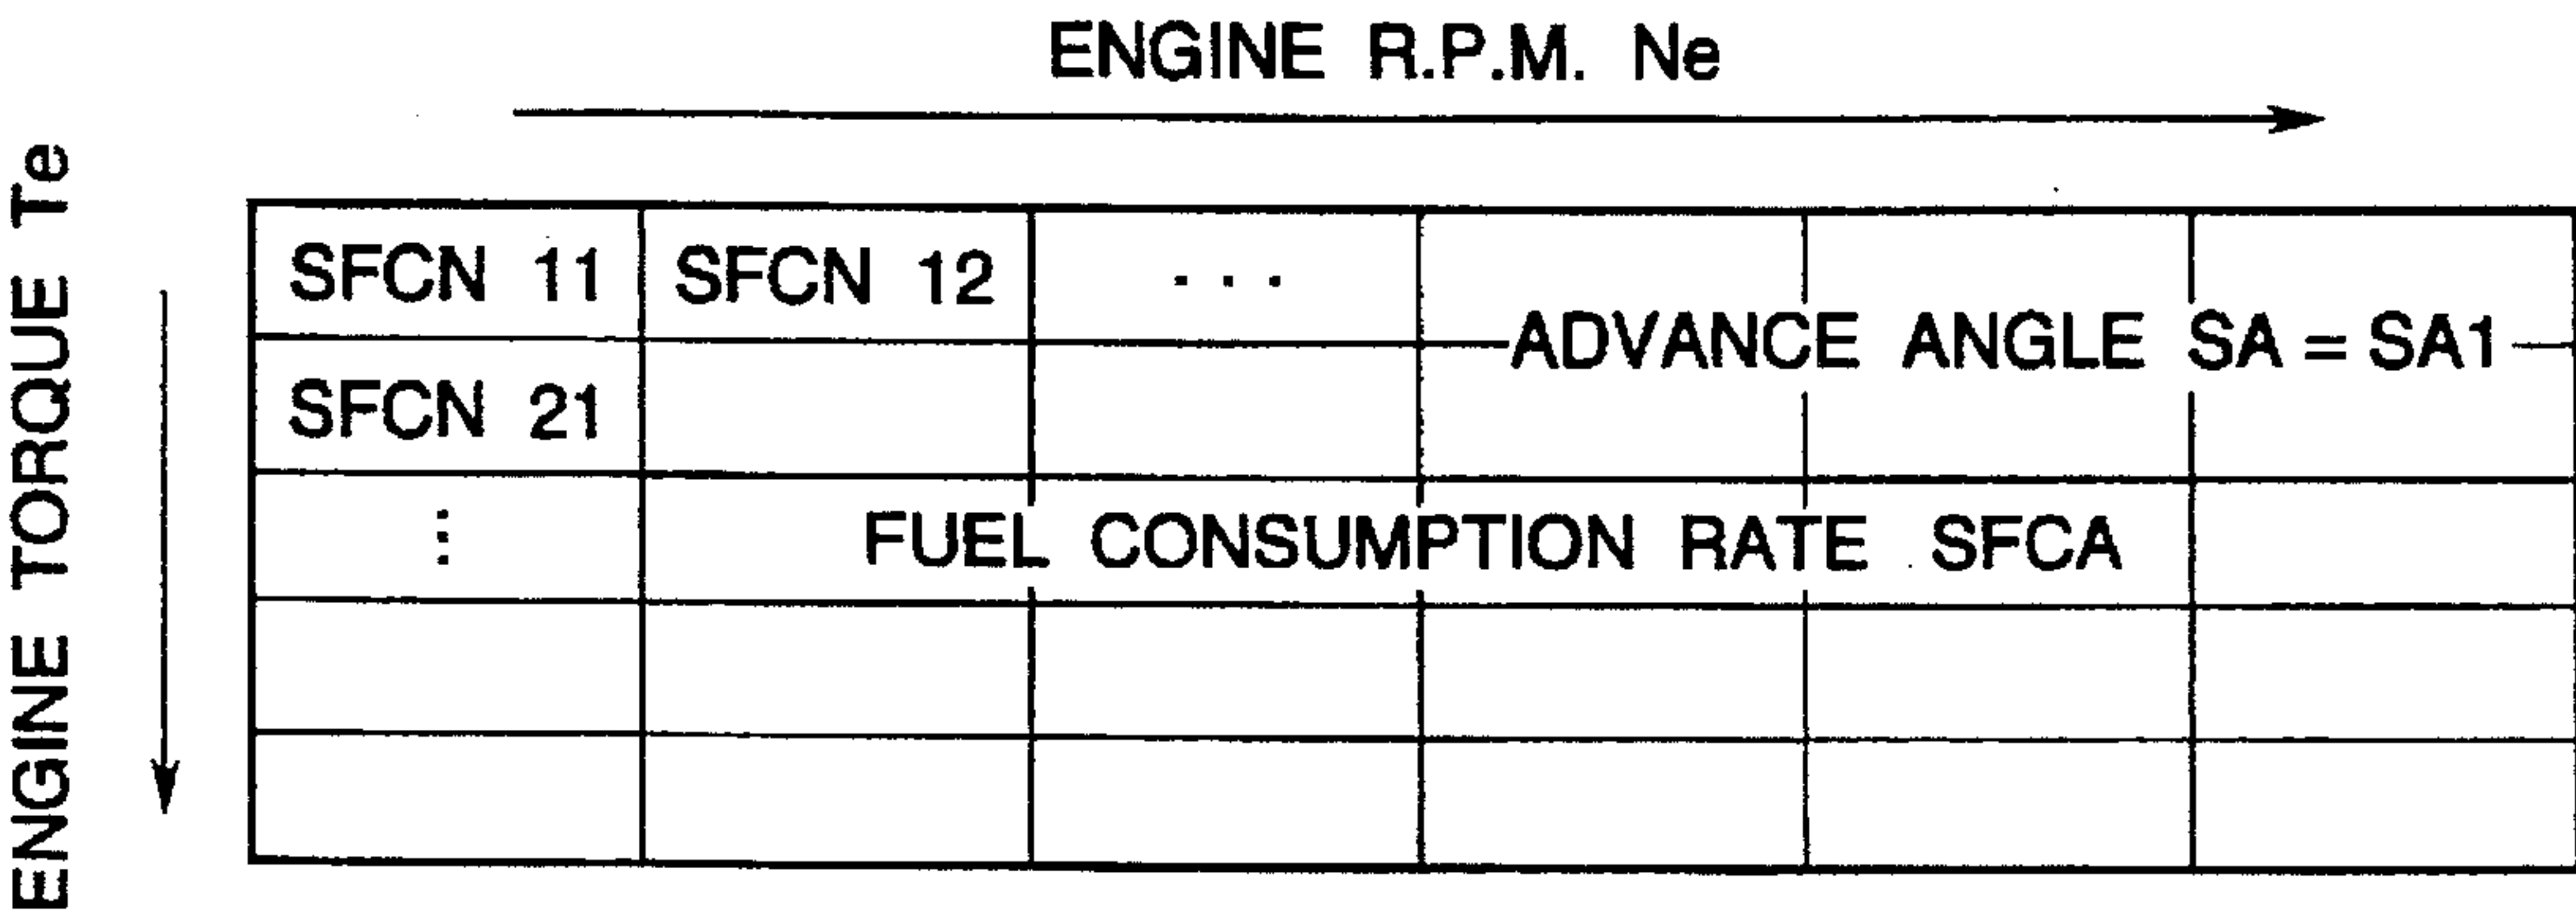 ENGINE R.P.M. Ne
ENGINE TORQUE Te
SFCN 11 SFCN 12 ...
ADVANCE ANGLE SA = SA1
SFCN 21
⋮ FUEL CONSUMPTION RATE SFCA